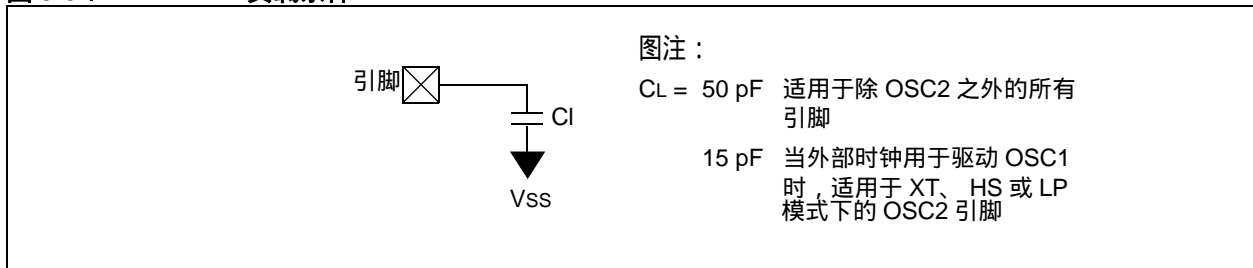 引脚
Cl
Vss
图注：
CL = 50 pF 适用于除 OSC2 之外的所有
引脚
15 pF 当外部时钟用于驱动 OSC1
时，适用于 XT、 HS 或 LP
模式下的 OSC2 引脚